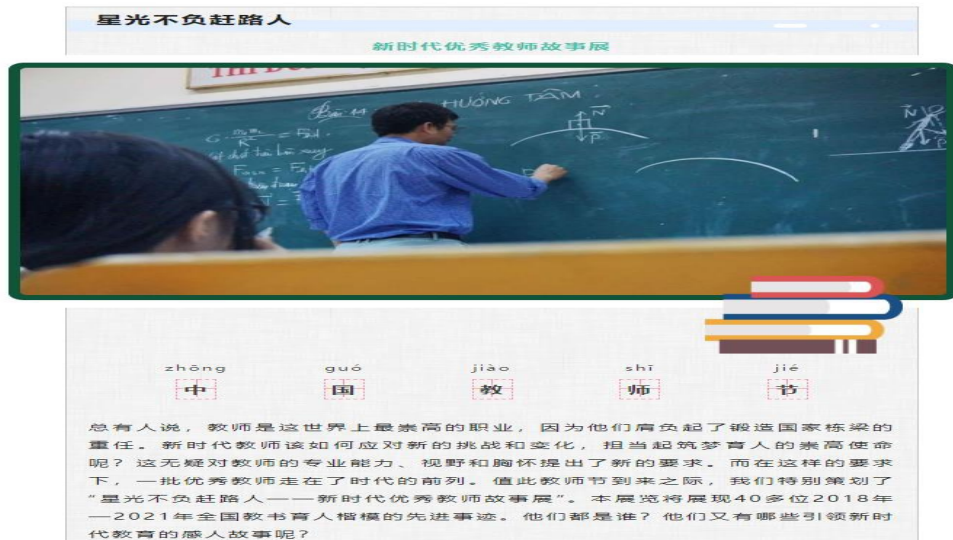 星光不负赶路人
新时代优秀教师故事展
HƯỚNG TÂM:
N
P
N
P
zhōng guó jiào shī jié
中 国 教 师 节
总有人说，教师是这世界上最崇高的职业，因为他们肩负起了锻造国家栋梁的
重任。新时代教师该如何应对新的挑战和变化，担当起筑梦育人的崇高使命
呢？这无疑对教师的专业能力、视野和胸怀提出了新的要求。而在这样的要求
下，一批优秀教师走在了时代的前列。值此教师节到来之际，我们特别策划了
“星光不负赶路人——新时代优秀教师故事展”。本展览将展现40多位2018年
—2021年全国教书育人楷模的先进事迹。他们都是谁？他们又有哪些引领新时
代教育的感人故事呢？